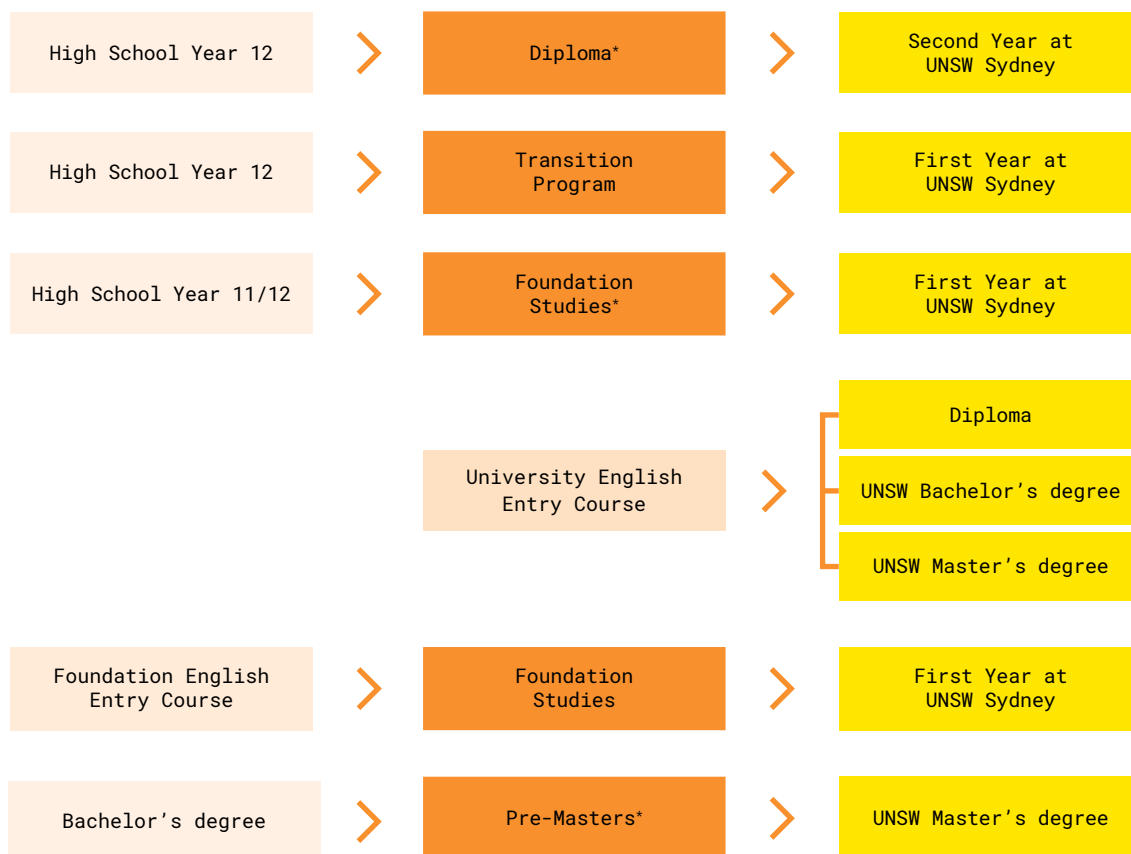 High School Year 12
Diploma*
Second Year at
UNSW Sydney
High School Year 12
Transition
Program
First Year at
UNSW Sydney
High School Year 11/12
Foundation
Studies*
First Year at
UNSW Sydney
University English
Entry Course
Diploma
UNSW Bachelor’s degree
UNSW Master’s degree
Foundation English
Entry Course
Foundation
Studies
First Year at
UNSW Sydney
Bachelor’s degree
Pre-Masters*
UNSW Master’s degree